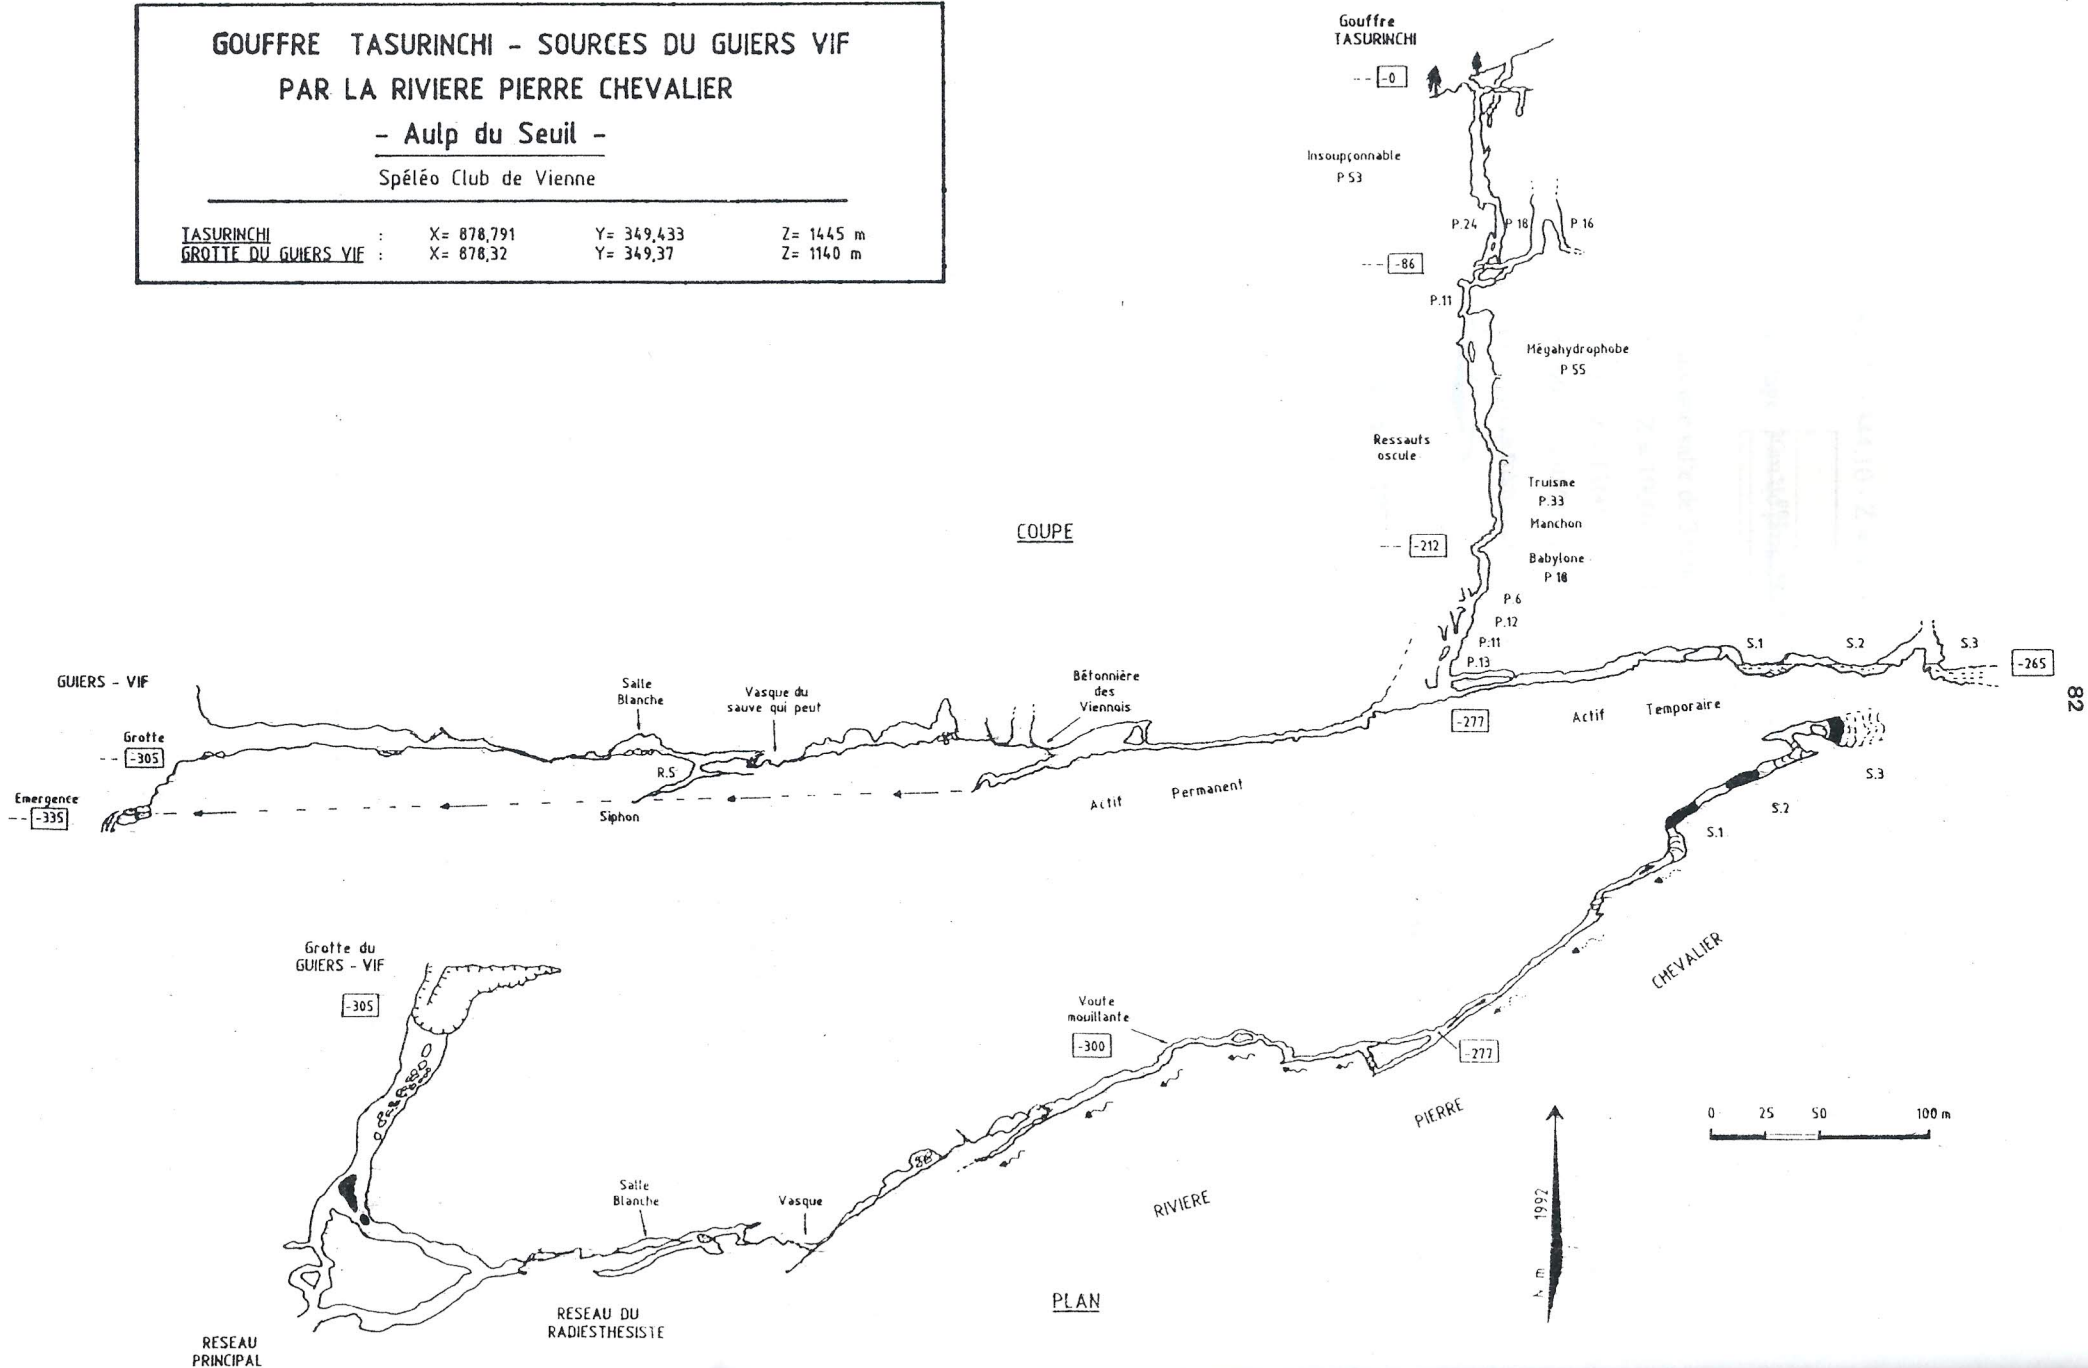 GOUFFRE TASURINCHI - SOURCES DU GUIERS VIF
PAR LA RIVIERE PIERRE CHEVALIER
- Aulp du Seuil -
Spéléo Club de Vienne
TASURINCHI : X= 878,791 Y= 349,433 Z= 1445 m
GROTTE DU GUIERS VIF : X= 878,32 Y= 349,37 Z= 1140 m
Gouffre
TASURINCHI
-0
Insoupçonnable
P 53
P.24
P 18
P 16
-86
P.11
Mégahydrophobe
P 55
Ressauts
oscule
Truisme
P.33
Manchon
-212
Babylone
P 18
P.6
P.12
P.11
P.13
COUPE
S.1
S.2
S.3
-265
82
GUIERS - VIF
Grotte
-305
Emergence
-335
Salle
Blanche
Vasque du
sauve qui peut
R.S
Siphon
Bétonnière
des
Viennois
-277
Actif Temporaire
Actif Permanent
S.3
S.2
S.1
CHEVALIER
Grotte du
GUIERS - VIF
-305
Voute
mouillante
-300
-277
PIERRE
0 25 50 100 m
RIVIERE
1992
Salle
Blanche
Vasque
PLAN
RESEAU DU
RADIESTHESISTE
RESEAU
PRINCIPAL